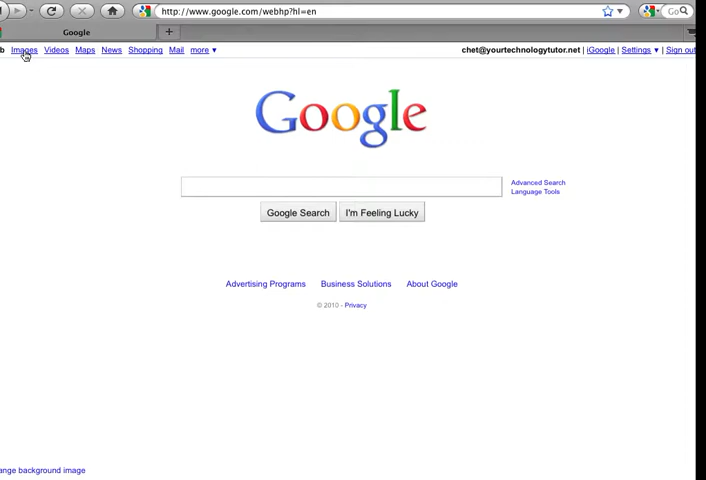 http://www.google.com/webhp?hl=en
Go
Google
b Images Videos Maps News Shopping Mail more ▼ chet@yourtechnologytutor.net | iGoogle | Settings ▼ | Sign out
Google
Advanced Search
Language Tools
Google Search I'm Feeling Lucky
Advertising Programs Business Solutions About Google
© 2010 - Privacy
ange background image